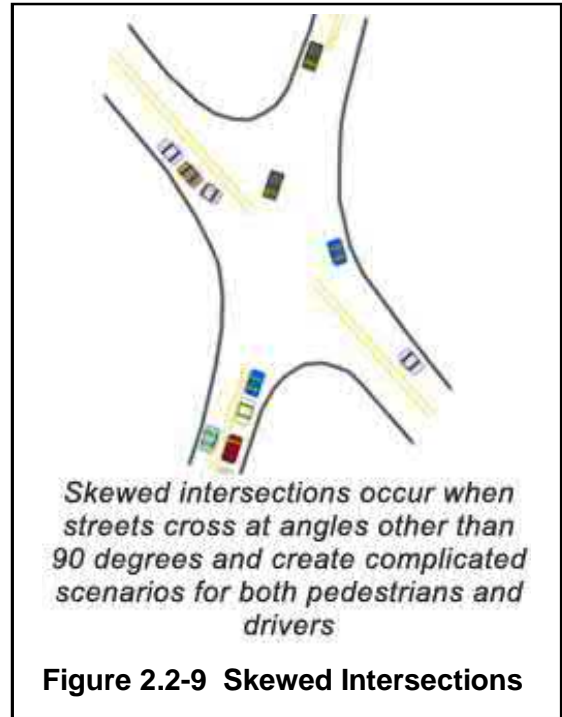 Skewed intersections occur when
streets cross at angles other than
90 degrees and create complicated
scenarios for both pedestrians and
drivers
Figure 2.2-9 Skewed Intersections